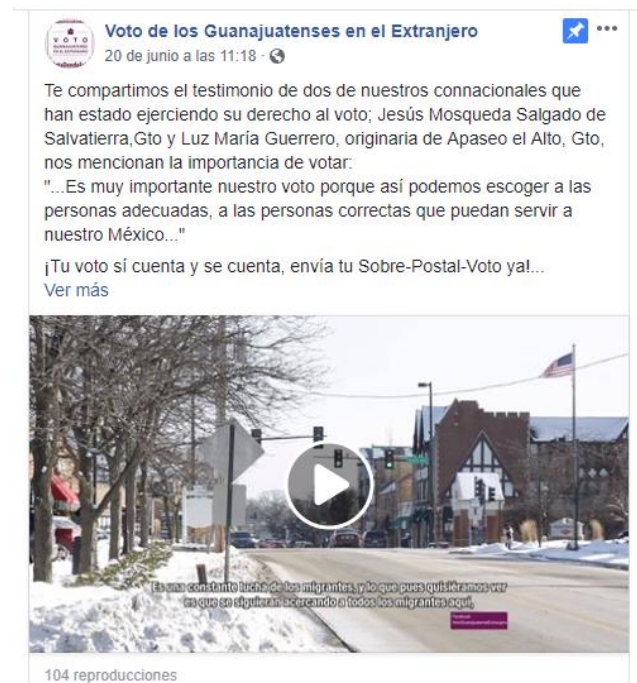 VOTO
Voto de los Guanajuatenses en el Extranjero
20 de junio a las 11:18 ·
Te compartimos el testimonio de dos de nuestros connacionales que
han estado ejerciendo su derecho al voto; Jesús Mosqueda Salgado de
Salvatierra,Gto y Luz María Guerrero, originaria de Apaseo el Alto, Gto,
nos mencionan la importancia de votar:
"...Es muy importante nuestro voto porque así podemos escoger a las
personas adecuadas, a las personas correctas que puedan servir a
nuestro México..."
¡Tu voto sí cuenta y se cuenta, envía tu Sobre-Postal-Voto ya!...
Ver más
Es una constante lucha de los migrantes, y lo que pues quisiéramos ver
es que se siguieran acercando a todos los migrantes aquí,
104 reproducciones